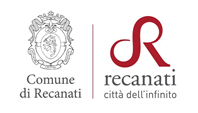 Comune
di Recanati
recanati
città dell'infinito